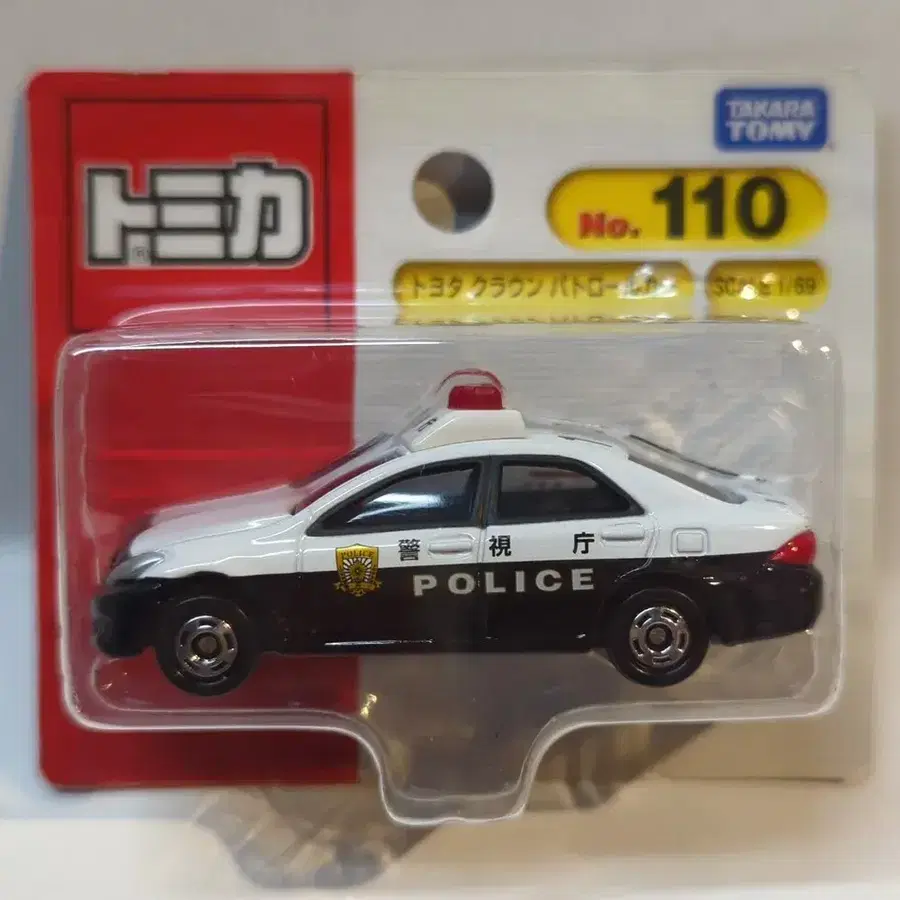 TAKARA
TOMY
トミカ
®
No. 110
トヨタ クラウン パトロールカー
SCALE 1/69
POLICE
警視庁
POLICE